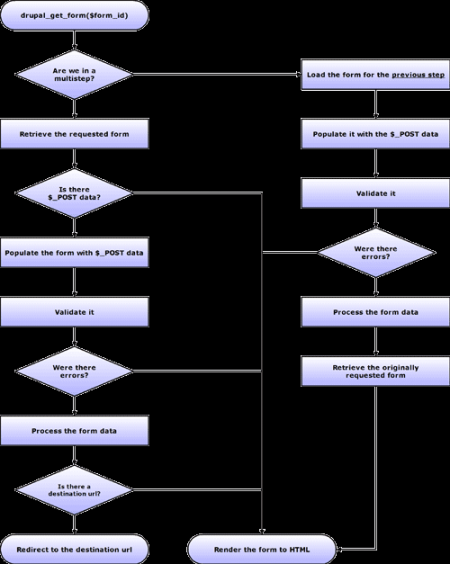 drupal_get_form($form_id)
Are we in a
multistep?
Load the form for the previous step
Retrieve the requested form
Populate it with the $_POST data
Is there
$_POST data?
Validate it
Populate the form with $_POST data
Were there
errors?
Validate it
Process the form data
Were there
errors?
Retrieve the originally
requested form
Process the form data
Is there a
destination url?
Redirect to the destination url
Render the form to HTML